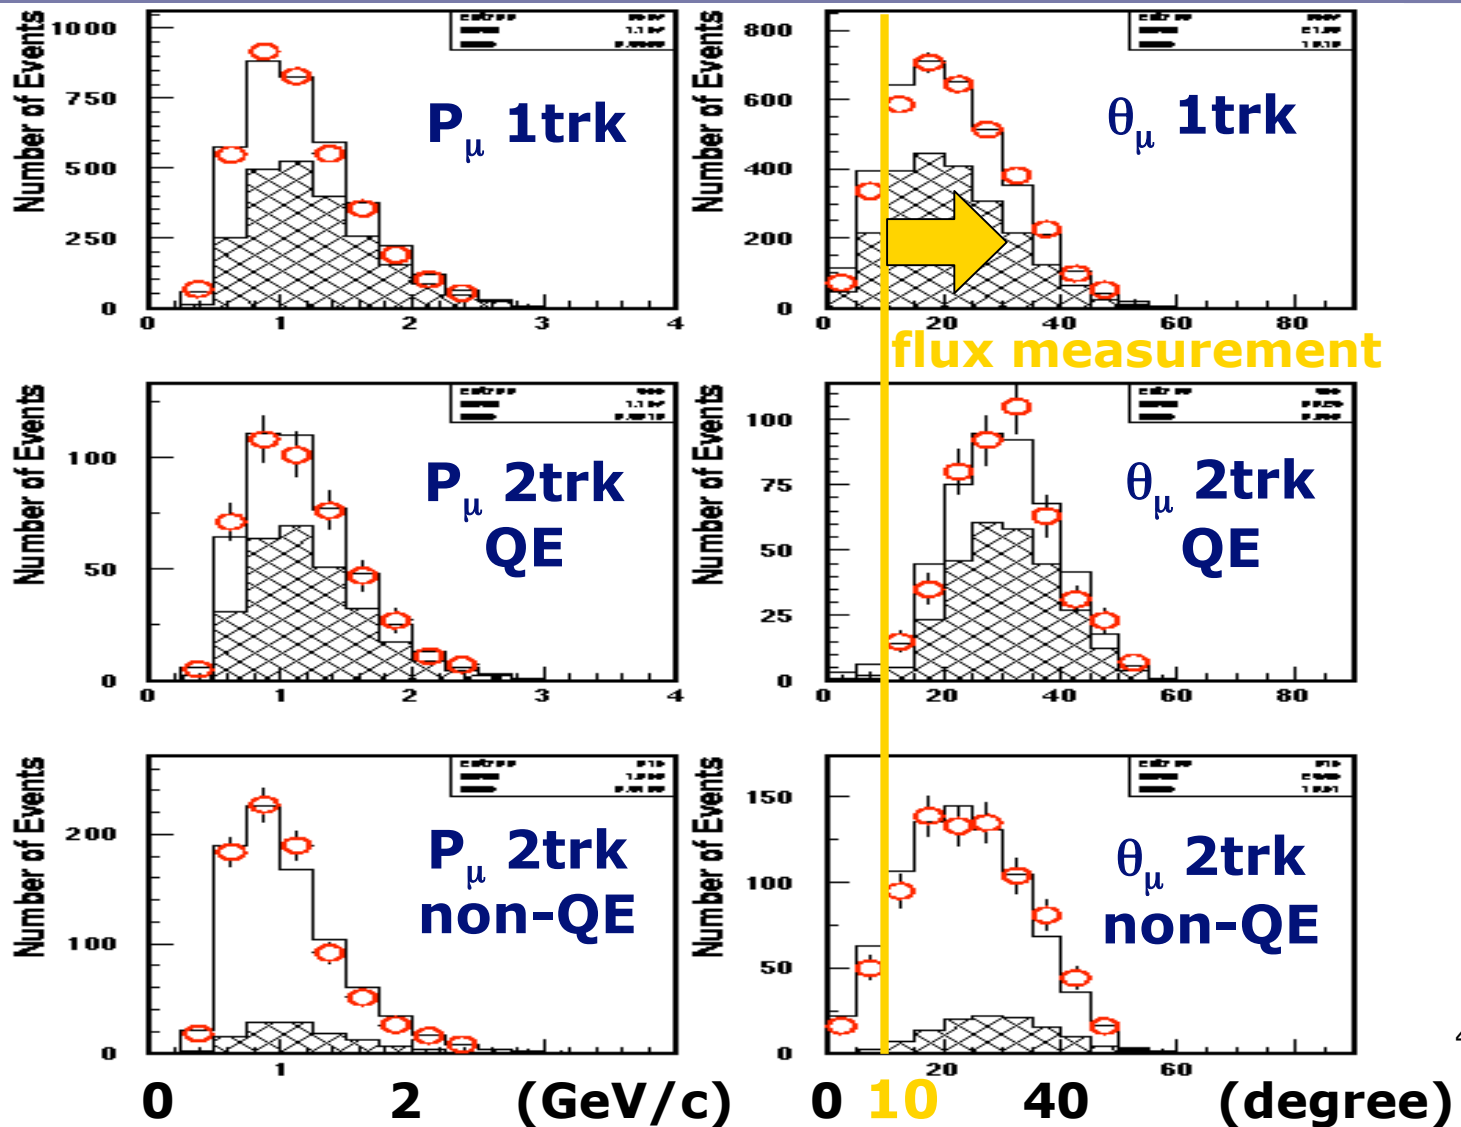 Number of Events
1000
750
500
250
0
Pμ 1trk
0 1 2 3 4
Number of Events
800
600
400
200
0
θμ 1trk
0 20 40 60 80
flux measurement
Number of Events
100
50
0
Pμ 2trk
QE
0 1 2 3 4
Number of Events
100
75
50
25
0
θμ 2trk
QE
0 20 40 60 80
Number of Events
200
100
0
Pμ 2trk
non-QE
1
0 2 (GeV/c)
Number of Events
150
100
50
0
θμ 2trk
non-QE
20 60 80
0 10 40 (degree)
4